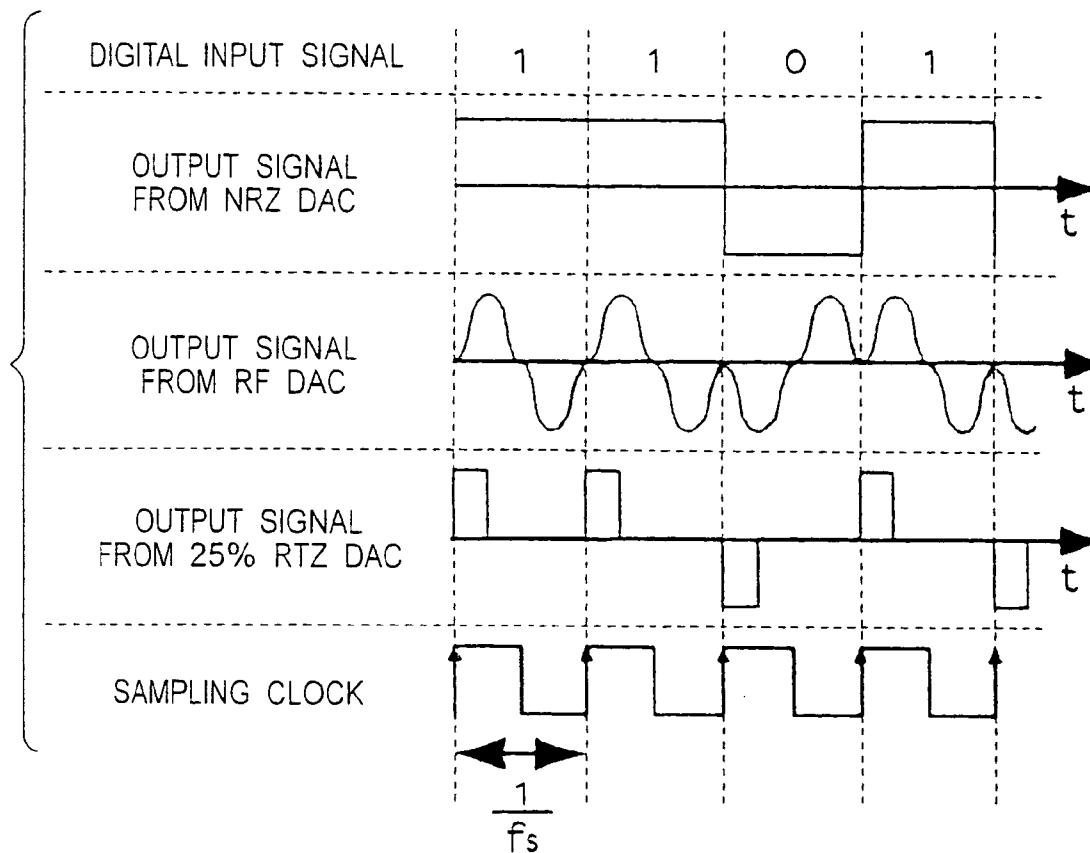 DIGITAL INPUT SIGNAL 1 1 0 1
OUTPUT SIGNAL
FROM NRZ DAC
t
OUTPUT SIGNAL
FROM RF DAC
t
OUTPUT SIGNAL
FROM 25% RTZ DAC
t
SAMPLING CLOCK
1
fs